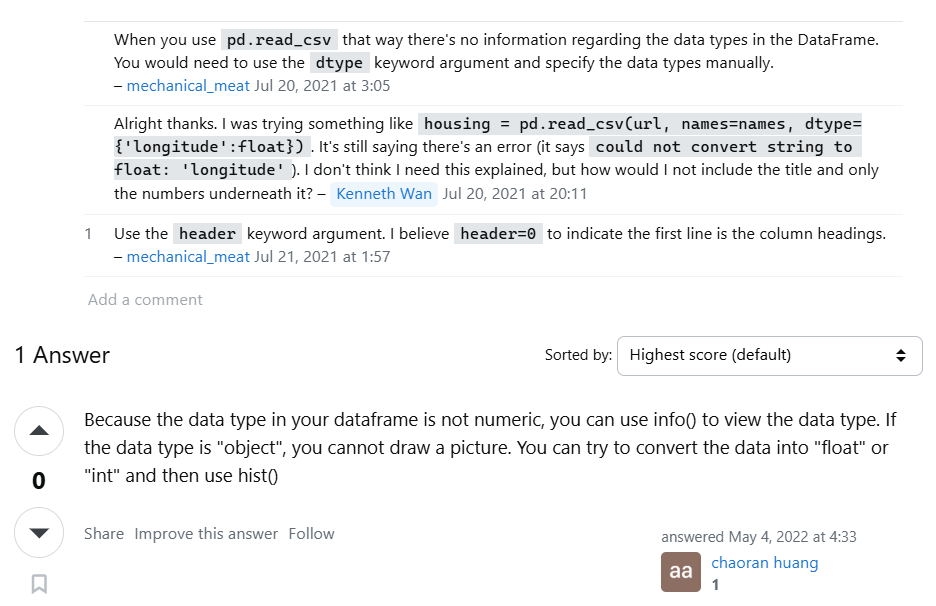 When you use pd.read_csv that way there's no information regarding the data types in the DataFrame.
You would need to use the dtype keyword argument and specify the data types manually.
– mechanical_meat Jul 20, 2021 at 3:05
Alright thanks. I was trying something like housing = pd.read_csv(url, names=names, dtype=
{'longitude':float}). It's still saying there's an error (it says could not convert string to
float: 'longitude'). I don't think I need this explained, but how would I not include the title and only
the numbers underneath it? – Kenneth Wan Jul 20, 2021 at 20:11
1 Use the header keyword argument. I believe header=0 to indicate the first line is the column headings.
– mechanical_meat Jul 21, 2021 at 1:57
Add a comment
1 Answer
Sorted by: Highest score (default)
Because the data type in your dataframe is not numeric, you can use info() to view the data type. If
the data type is "object", you cannot draw a picture. You can try to convert the data into "float" or
0
"int" and then use hist()
Share Improve this answer Follow
answered May 4, 2022 at 4:33
aa
chaoran huang
1